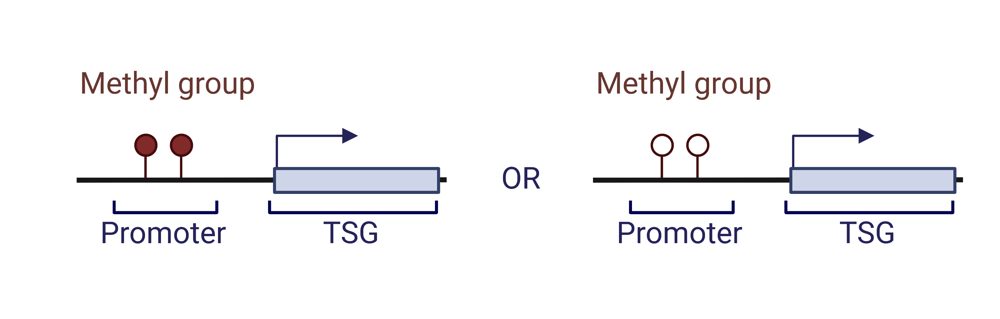 Methyl group
Methyl group
OR
Promoter
TSG
Promoter
TSG